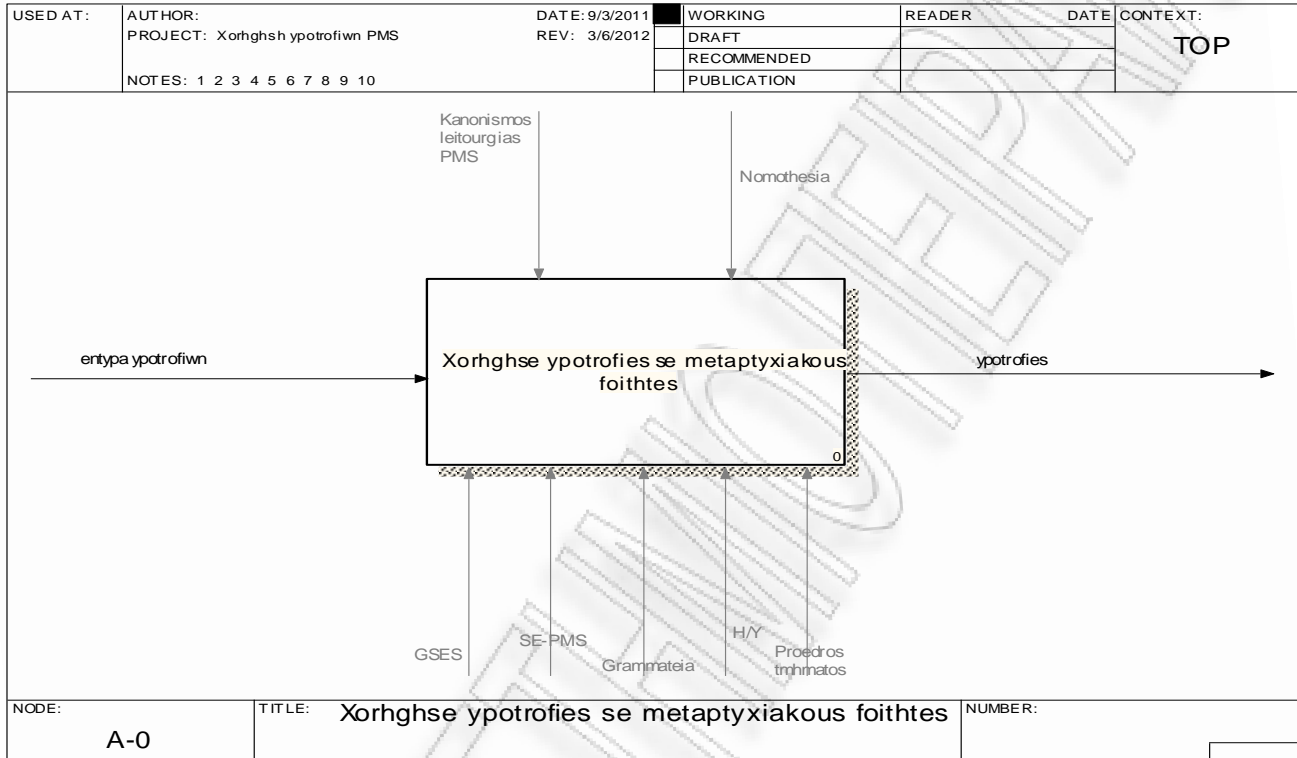 USED AT:
AUTHOR:
DATE: 9/3/2011
WORKING
READER
DATE
CONTEXT:
PROJECT: Xorhghsh ypotrofiwn PMS
REV: 3/6/2012
DRAFT
TOP
RECOMMENDED
NOTES: 1 2 3 4 5 6 7 8 9 10
PUBLICATION
Kanonismos
leitourgias
PMS
Nomothesia
entypa ypotrofiwn
Xorhghse ypotrofies se metaptyxiakous
foithtes
ypotrofies
0
GSES
SE-PMS
Grammateia
H/Y
Proedros
tmhmatos
NODE:
A-0
TITLE:
Xorhghse ypotrofies se metaptyxiakous foithtes
NUMBER: